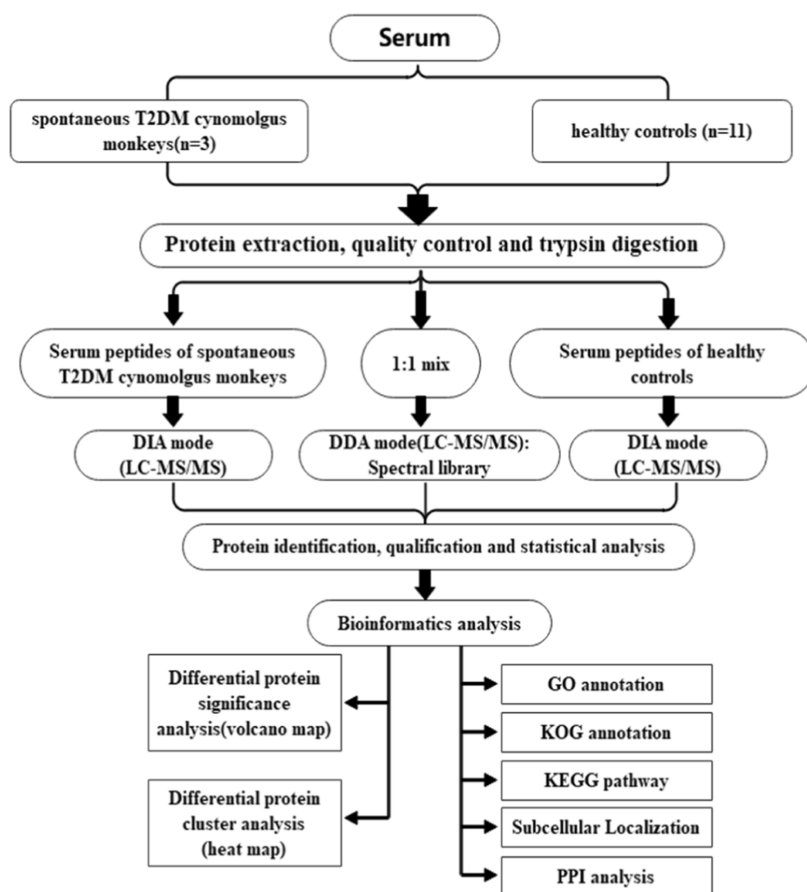 Serum
spontaneous T2DM cynomolgus
monkeys(n=3)
healthy controls (n=11)
Protein extraction, quality control and trypsin digestion
Serum peptides of spontaneous
T2DM cynomolgus monkeys
1:1 mix
Serum peptides of healthy
controls
DIA mode
(LC-MS/MS)
DDA mode(LC-MS/MS):
Spectral library
DIA mode
(LC-MS/MS)
Protein identification, qualification and statistical analysis
Bioinformatics analysis
Differential protein
significance
analysis(volcano map)
Differential protein
cluster analysis
(heat map)
GO annotation
KOG annotation
KEGG pathway
Subcellular Localization
PPI analysis